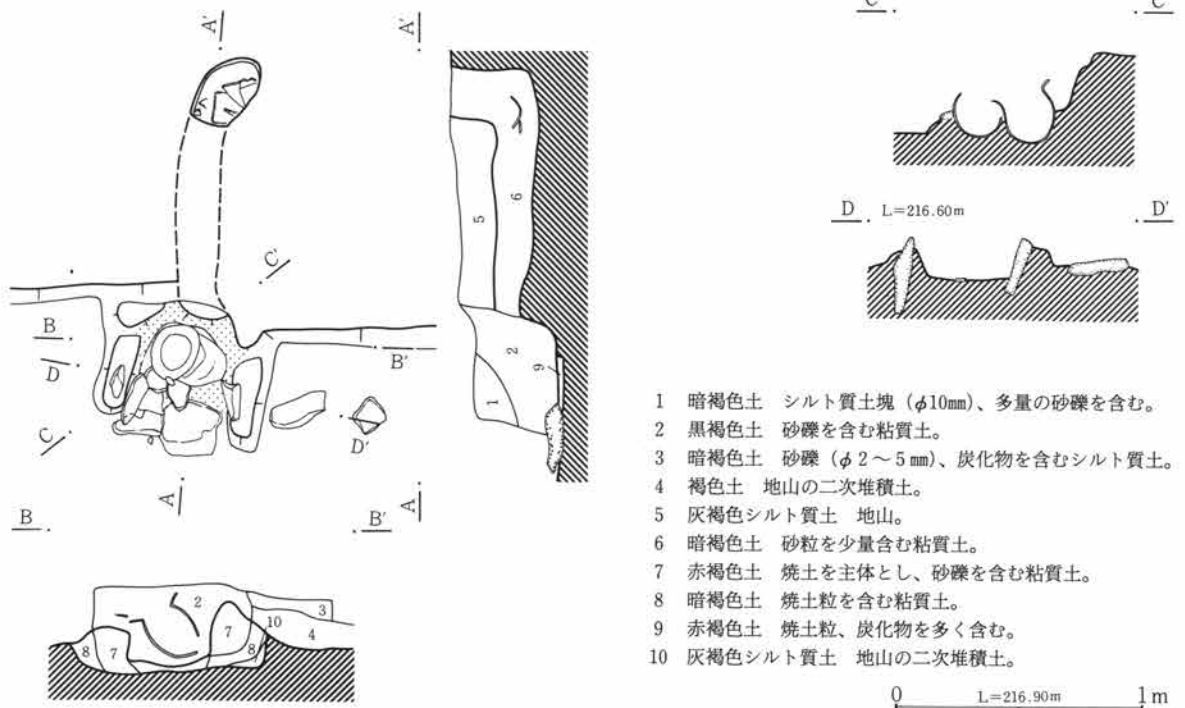 A' A' C C'
D L=216.60m D'
6
5
C'
B
D
2
B'
9
1
C
D'
A A
B B'
2
3
10
7 4
8 7 8
1 暗褐色土 シルト質土塊(φ10㎜)、多量の砂礫を含む。
2 黒褐色土 砂礫を含む粘質土。
3 暗褐色土 砂礫(φ2~5㎜)、炭化物を含むシルト質土。
4 褐色土 地山の二次堆積土。
5 灰褐色シルト質土 地山。
6 暗褐色土 砂粒を少量含む粘質土。
7 赤褐色土 焼土を主体とし、砂礫を含む粘質土。
8 暗褐色土 焼土粒を含む粘質土。
9 赤褐色土 焼土粒、炭化物を多く含む。
10 灰褐色シルト質土 地山の二次堆積土。
0 L=216.90m 1m